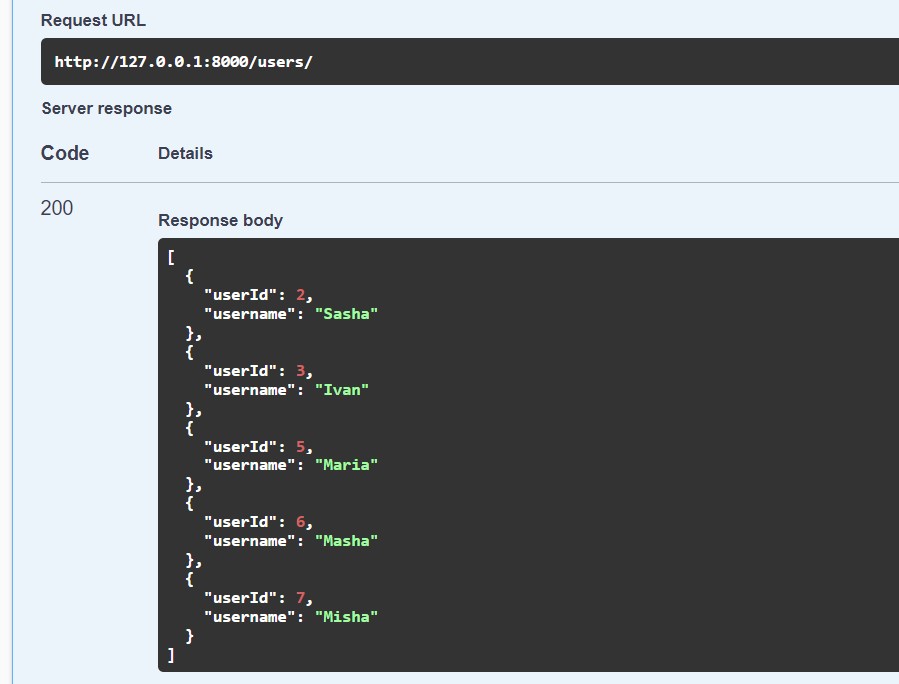 Request URL
http://127.0.0.1:8000/users/
Server response
Code Details
200
Response body
[
  {
    "userId": 2,
    "username": "Sasha"
  },
  {
    "userId": 3,
    "username": "Ivan"
  },
  {
    "userId": 5,
    "username": "Maria"
  },
  {
    "userId": 6,
    "username": "Masha"
  },
  {
    "userId": 7,
    "username": "Misha"
  }
]